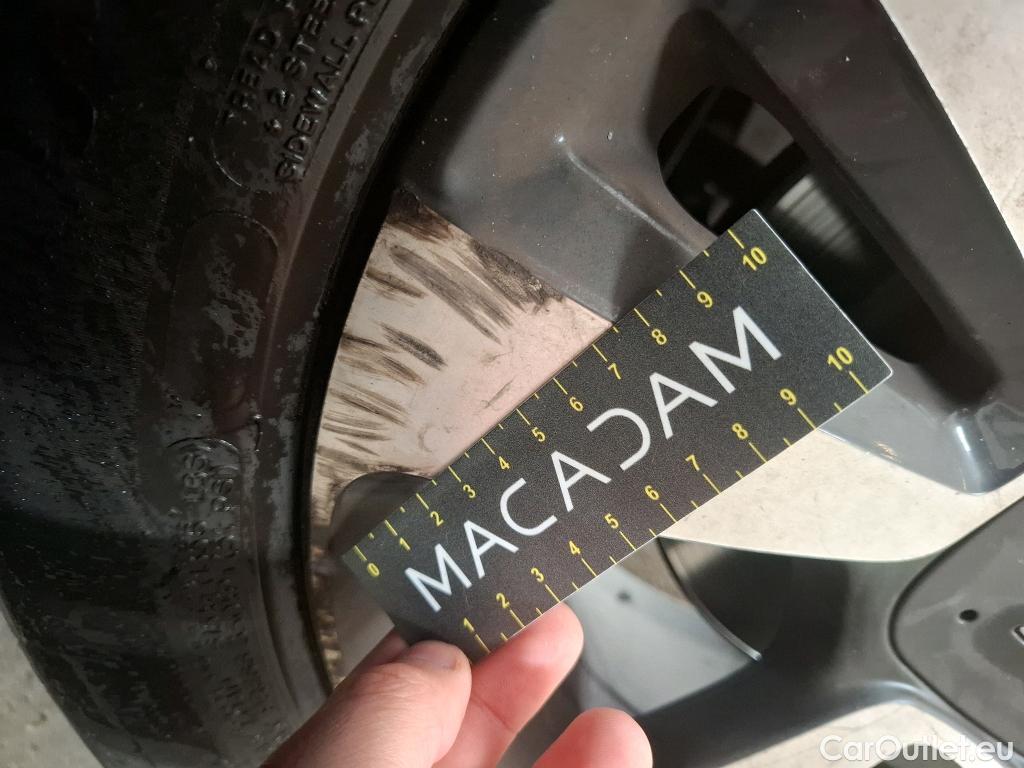 TREAD
+ 2 STEE
SIDEWALL
0 1 2 3 4 5 6 7 8 9 10
MACADAM
1 2 3 4 5 6 7 8 9 10
CarOutlet.eu